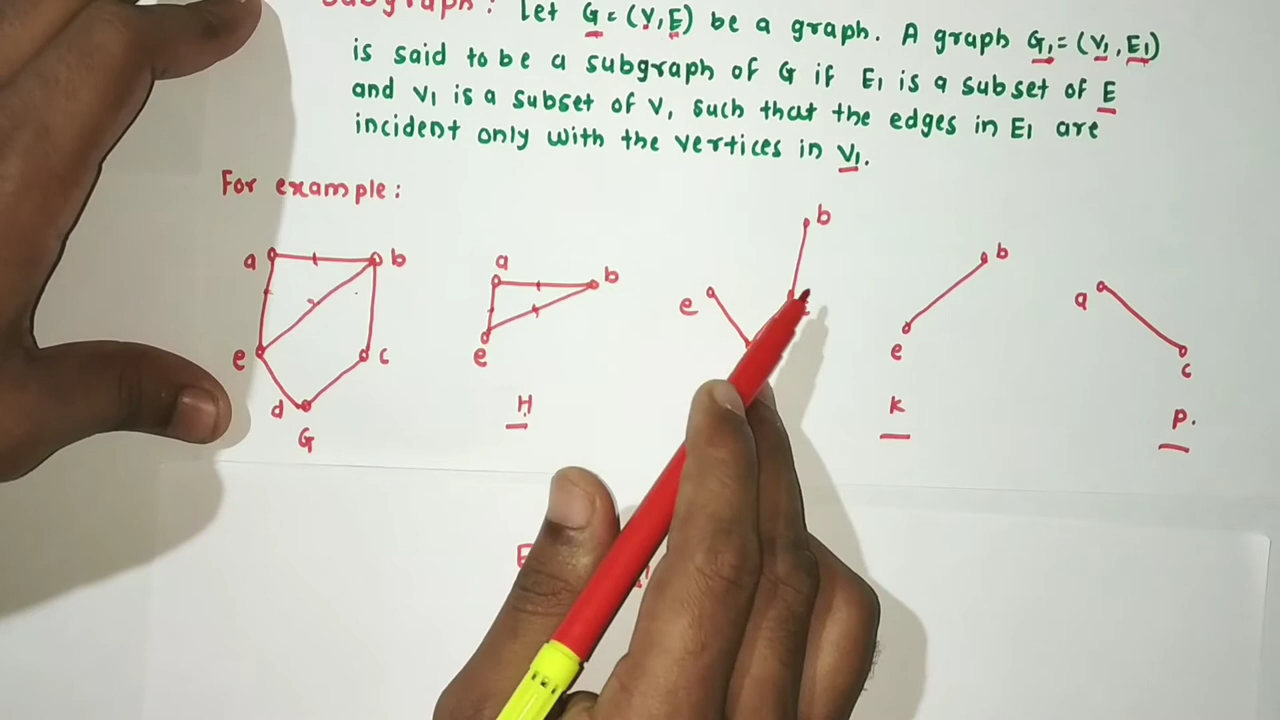 Subgraph: Let G = (V, E) be a graph. A graph G1 = (V1, E1)
is said to be a subgraph of G if E1 is a subset of E
and V1 is a subset of V, such that the edges in E1 are
incident only with the vertices in V1.
For example:
a b e c d G
a b e H
b e
b e K
a c P.